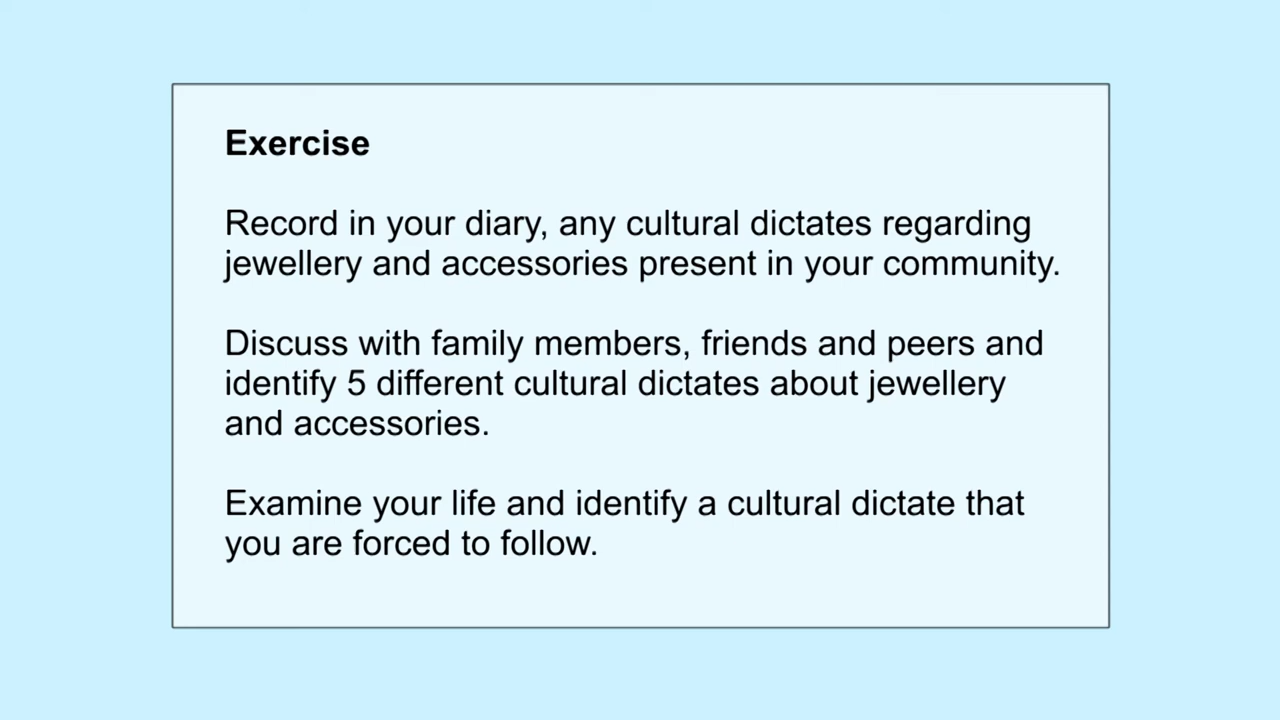 Exercise
Record in your diary, any cultural dictates regarding
jewellery and accessories present in your community.
Discuss with family members, friends and peers and
identify 5 different cultural dictates about jewellery
and accessories.
Examine your life and identify a cultural dictate that
you are forced to follow.